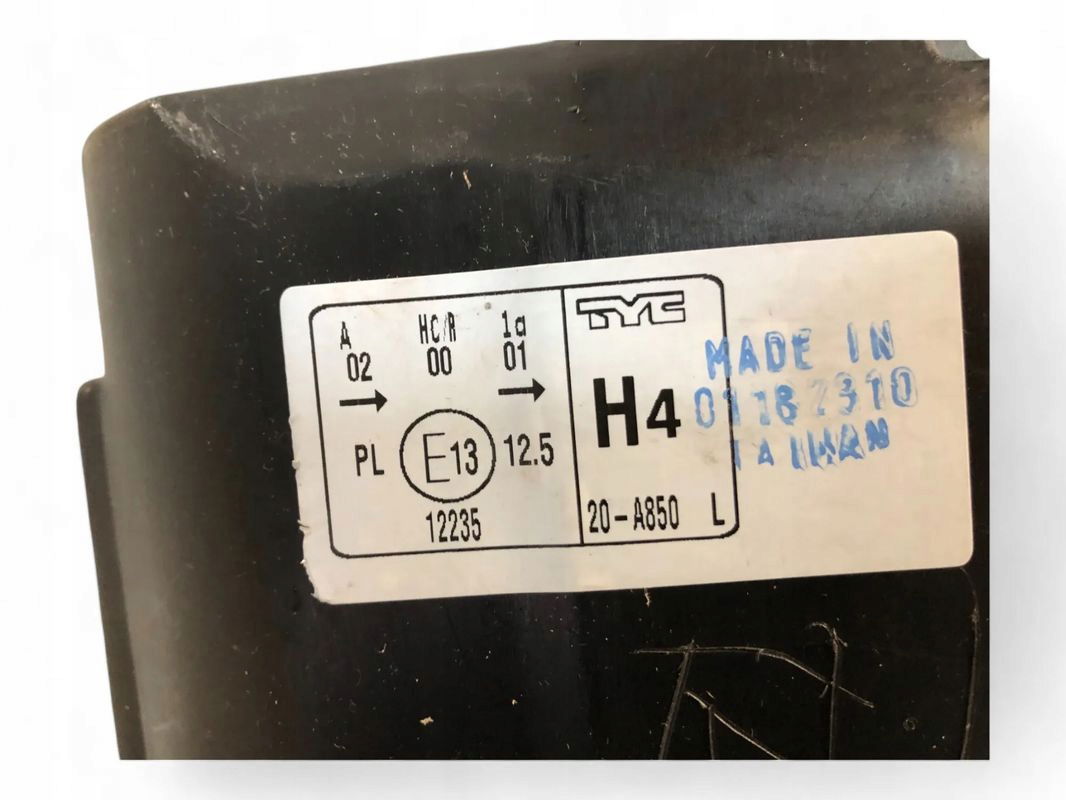 A HC/R 1a
02 00 01
→ →
PL E13 12.5
12235
TYC
H4
20-A850 L
MADE IN
TAIWAN